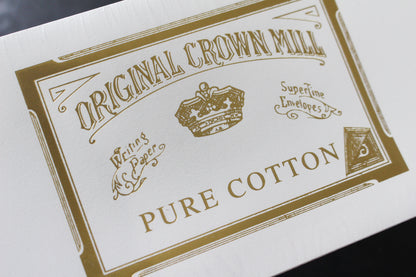 ORIGINAL CROWN MILL
Writing
Paper
Superfine
Envelopes
PURE COTTON